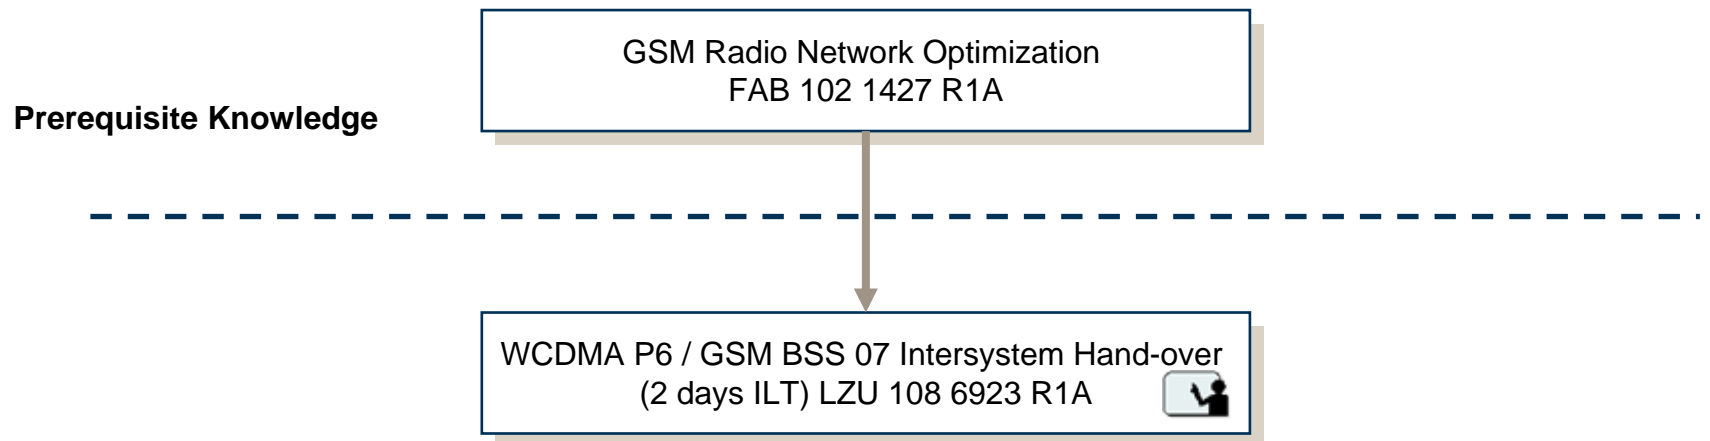 GSM Radio Network Optimization
FAB 102 1427 R1A
Prerequisite Knowledge
WCDMA P6 / GSM BSS 07 Intersystem Hand-over
(2 days ILT) LZU 108 6923 R1A